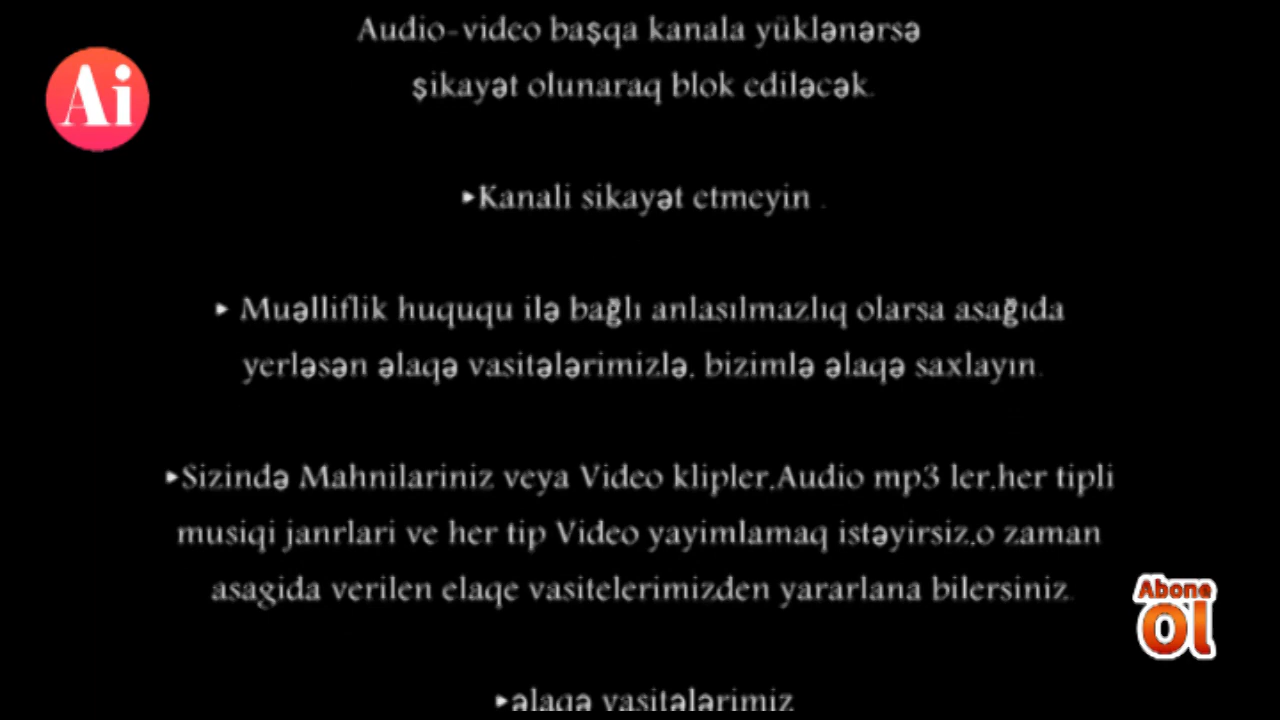 Audio-video başqa kanala yüklənərsə
şikayət olunaraq blok ediləcək.
Ai
▸Kanali sikayət etmeyin .
▸ Muəlliflik huququ ilə bağlı anlasılmazlıq olarsa asağıda
yerləsən əlaqə vasitələrimizlə, bizimlə əlaqə saxlayın.
▸Sizində Mahnilariniz veya Video klipler,Audio mp3 ler,her tipli
musiqi janrlari ve her tip Video yayimlamaq istəyirsiz,o zaman
asagida verilen elaqe vasitelerimizden yararlana bilersiniz.
Abone
ol
▸əlaqə vasitələrimiz